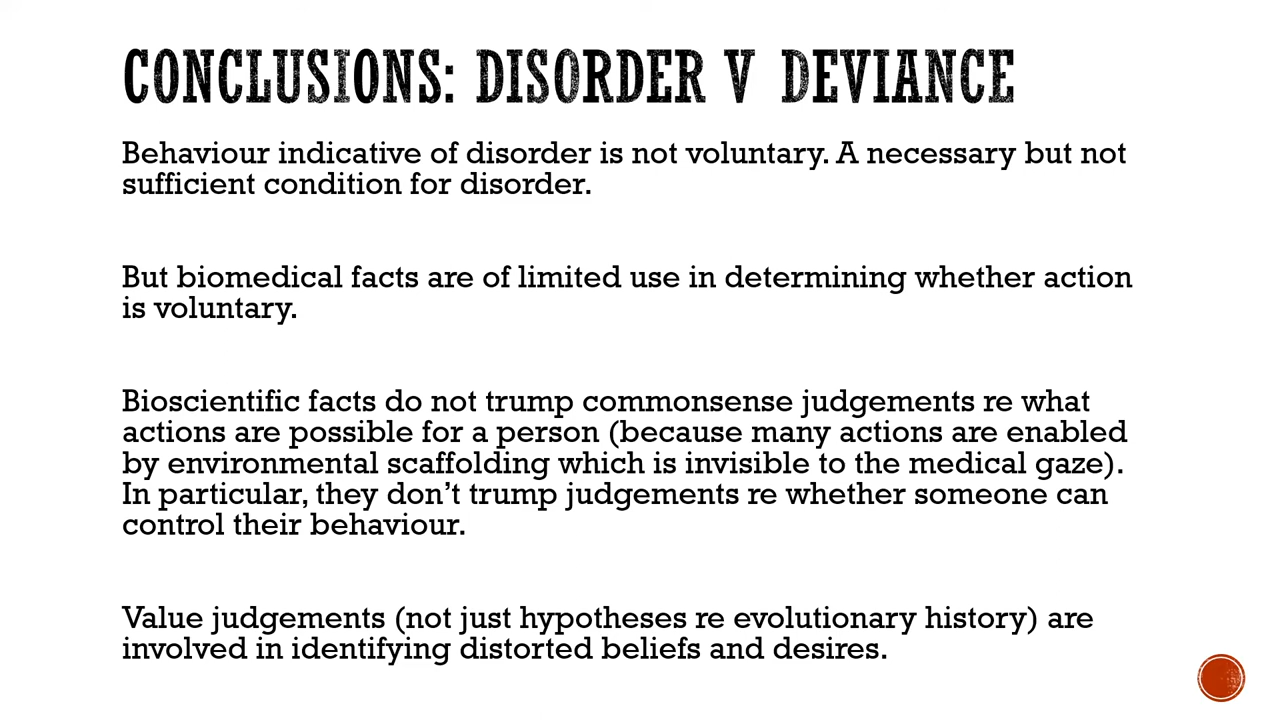 CONCLUSIONS: DISORDER V DEVIANCE
Behaviour indicative of disorder is not voluntary. A necessary but not
sufficient condition for disorder.
But biomedical facts are of limited use in determining whether action
is voluntary.
Bioscientific facts do not trump commonsense judgements re what
actions are possible for a person (because many actions are enabled
by environmental scaffolding which is invisible to the medical gaze).
In particular, they don't trump judgements re whether someone can
control their behaviour.
Value judgements (not just hypotheses re evolutionary history) are
involved in identifying distorted beliefs and desires.